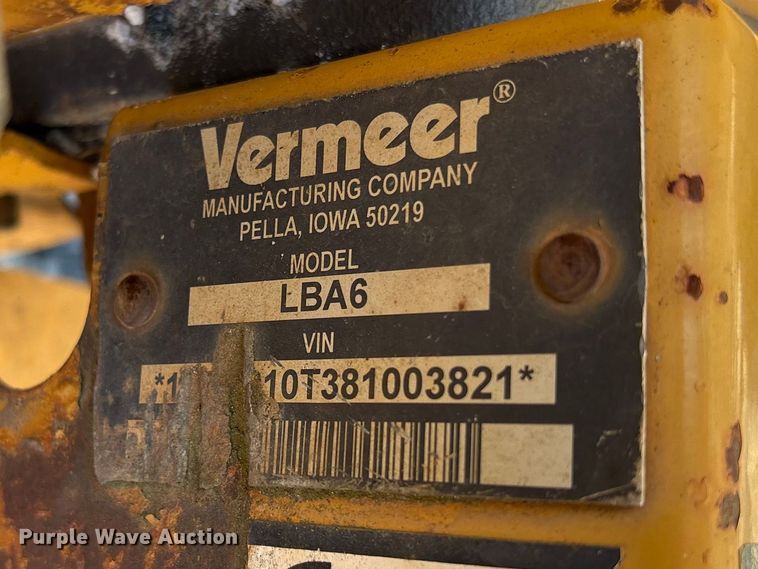 Vermeer®
MANUFACTURING COMPANY
PELLA, IOWA 50219
MODEL
LBA6
VIN
10T381003821*
Purple Wave Auction